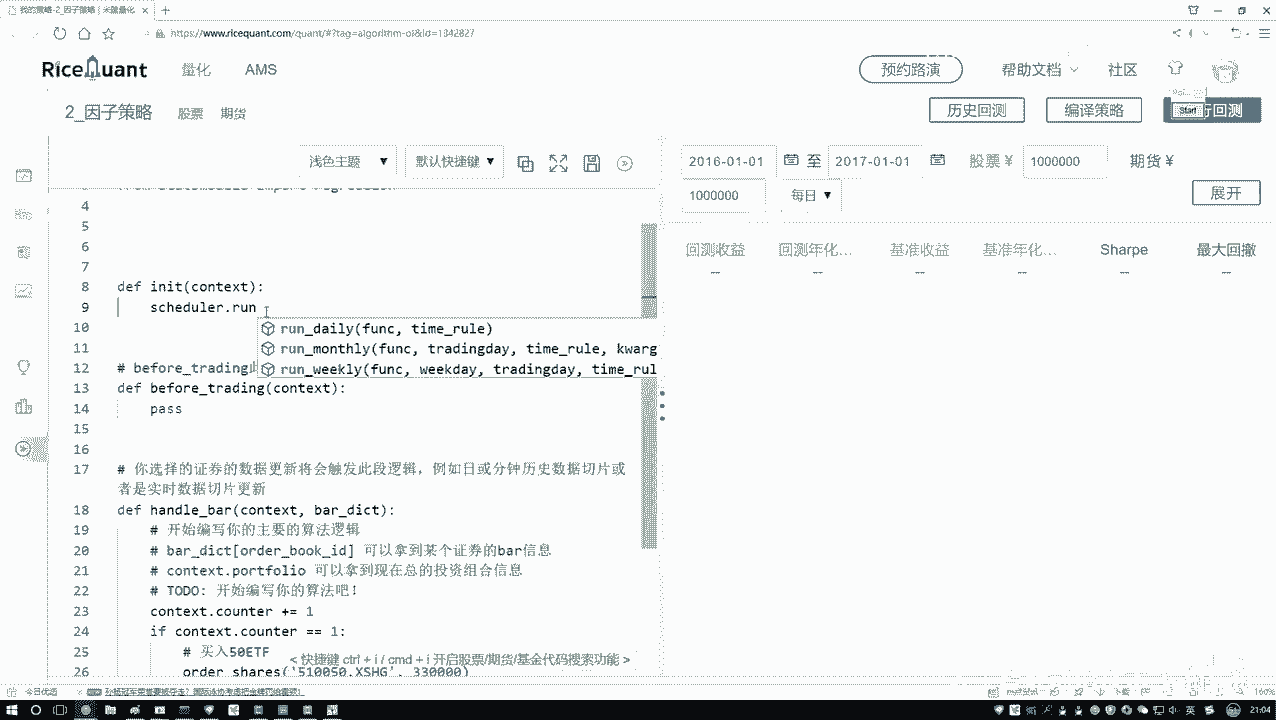 我的策略-2_因子策略 | 米筐量化
https://www.ricequant.com/quant/#?tag=algorithm-of&id=1342827
RiceQuant 量化 AMS 预约路演 帮助文档 社区
2_因子策略 股票 期货 历史回测 编译策略 Start 行回测
浅色主题 默认快捷键
2016-01-01 至 2017-01-01 股票 ¥ 1000000 期货 ¥
1000000 每日 展开
回测收益 回测年化... 基准收益 基准年化... Sharpe 最大回撤
-- -- -- -- -- --
4
5
6
7
8 def init(context):
9 scheduler.run
10 run_daily(func, time_rule)
11 run_monthly(func, tradingday, time_rule, kwarg
12 # before_trading run_weekly(func, weekday, tradingday, time_rul
13 def before_trading(context):
14 pass
15
16
17 # 你选择的证券的数据更新将会触发此段逻辑，例如日或分钟历史数据切片或
者是实时数据切片更新
18 def handle_bar(context, bar_dict):
19 # 开始编写你的主要的算法逻辑
20 # bar_dict[order_book_id] 可以拿到某个证券的bar信息
21 # context.portfolio 可以拿到现在总的投资组合信息
22 # TODO: 开始编写你的算法吧！
23 context.counter += 1
24 if context.counter == 1:
25 # 买入50ETF
< 快捷键 ctrl + i / cmd + i 开启股票/期货/基金代码搜索功能 >
26 order_shares('510050.XSHG', 330000)
今日优选
160%
英 21:04